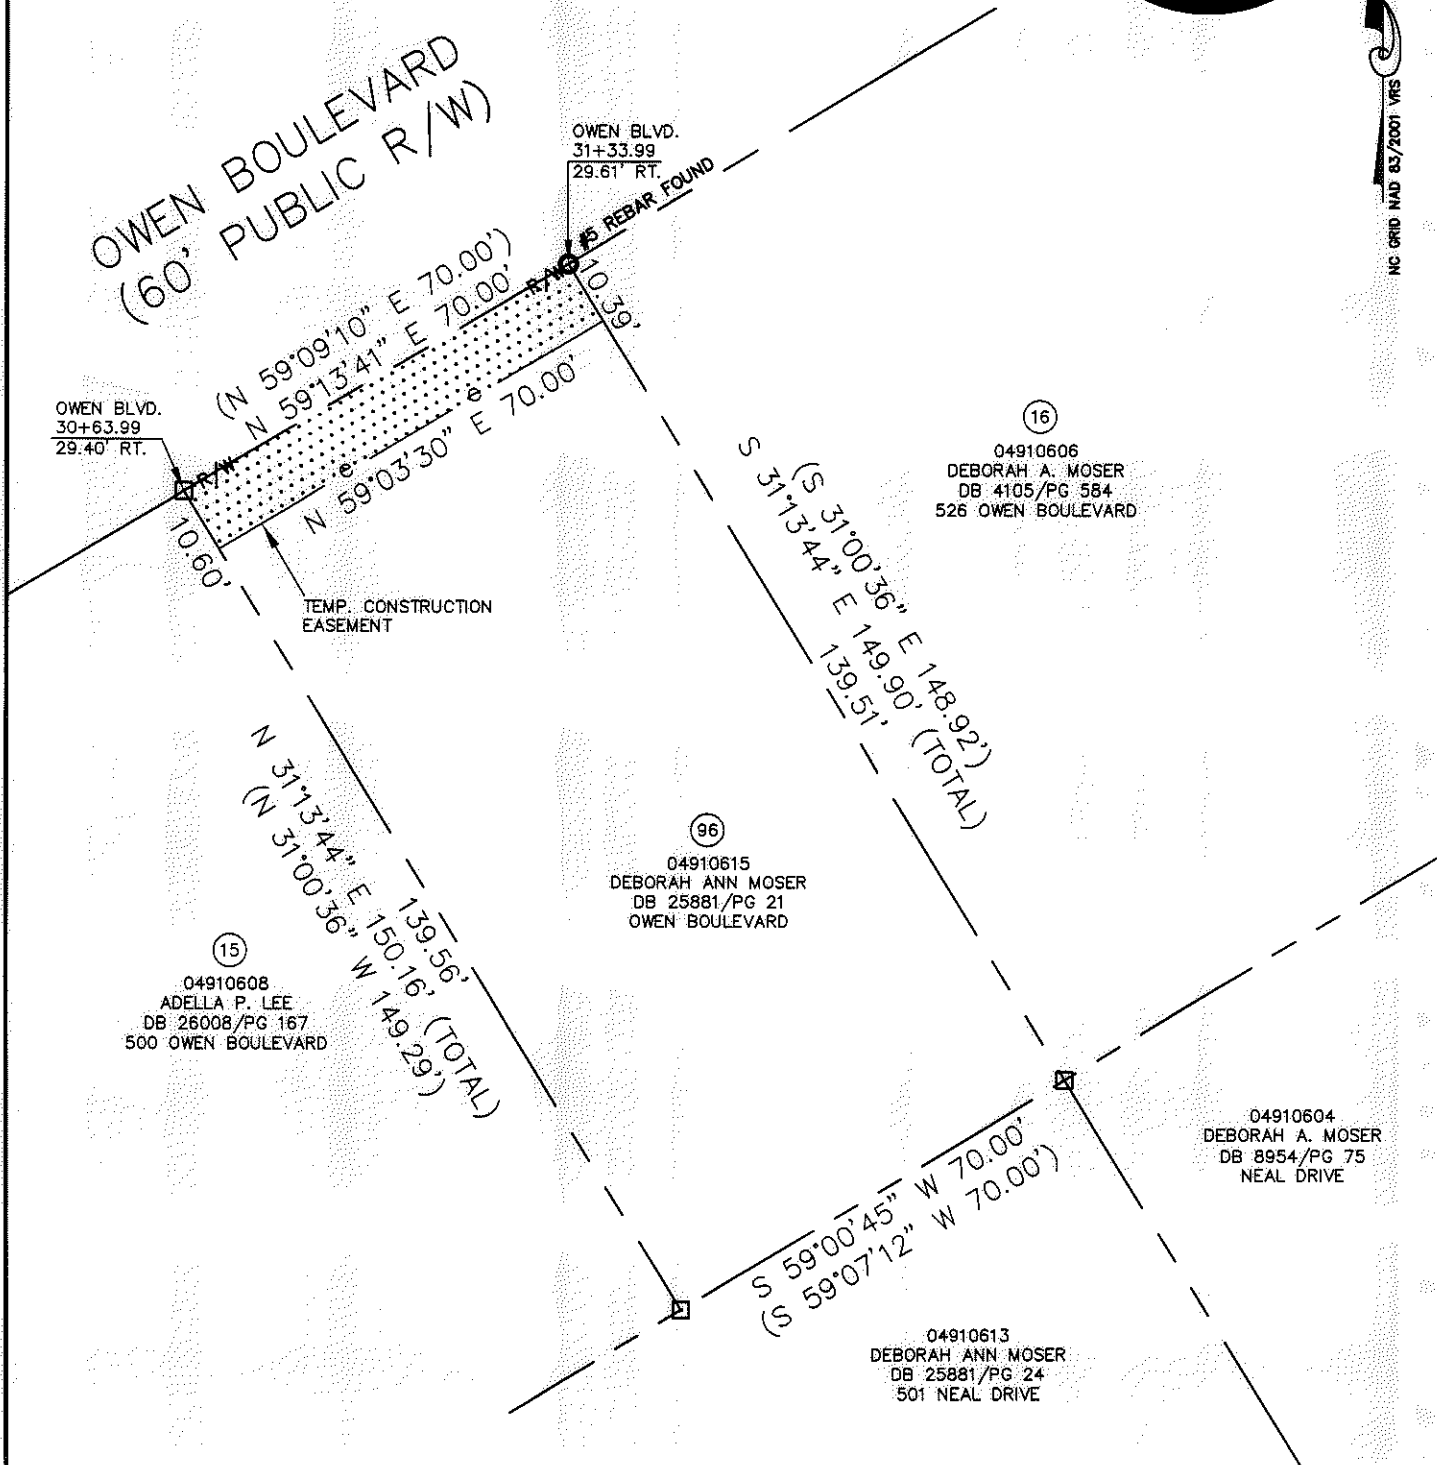 OWEN BOULEVARD
(60' PUBLIC R/W)
NC GRID NAD 83/2001 VRS
OWEN BLVD.
31+33.99
29.61' RT.
#5 REBAR FOUND
R/W
10.39'
(N 59°09'10" E 70.00')
N 59°13'41" E 70.00'
e
e
N 59°03'30" E 70.00'
OWEN BLVD.
30+63.99
29.40' RT.
R/W
10.60'
TEMP. CONSTRUCTION
EASEMENT
16
04910606
DEBORAH A. MOSER
DB 4105/PG 584
526 OWEN BOULEVARD
(S 31°00'36" E 148.92')
S 31°13'44" E 149.90' (TOTAL)
139.51'
139.56'
N 31°13'44" E 150.16' (TOTAL)
(N 31°00'36" W 149.29')
96
04910615
DEBORAH ANN MOSER
DB 25881/PG 21
OWEN BOULEVARD
15
04910608
ADELLA P. LEE
DB 26008/PG 167
500 OWEN BOULEVARD
S 59°00'45" W 70.00'
(S 59°07'12" W 70.00')
04910604
DEBORAH A. MOSER
DB 8954/PG 75
NEAL DRIVE
04910613
DEBORAH ANN MOSER
DB 25881/PG 24
501 NEAL DRIVE